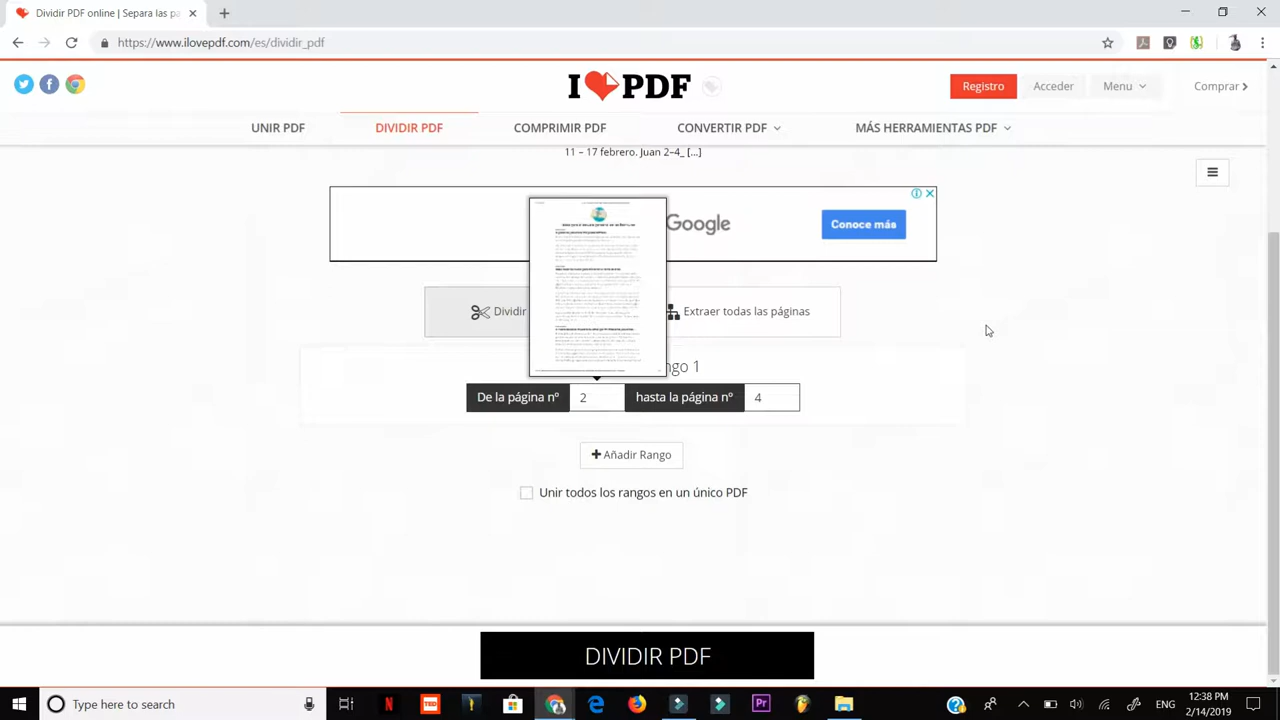 Dividir PDF online | Separa las pa
https://www.ilovepdf.com/es/dividir_pdf
I PDF
Registro
Acceder
Menu
Comprar
UNIR PDF
DIVIDIR PDF
COMPRIMIR PDF
CONVERTIR PDF
MÁS HERRAMIENTAS PDF
11 – 17 febrero. Juan 2–4_ [...]
Google
Conoce más
Dividir
Extraer todas las páginas
ngo 1
De la página nº
2
hasta la página nº
4
Añadir Rango
Unir todos los rangos en un único PDF
DIVIDIR PDF
Type here to search
TED
Pr
ENG
12:38 PM
2/14/2019